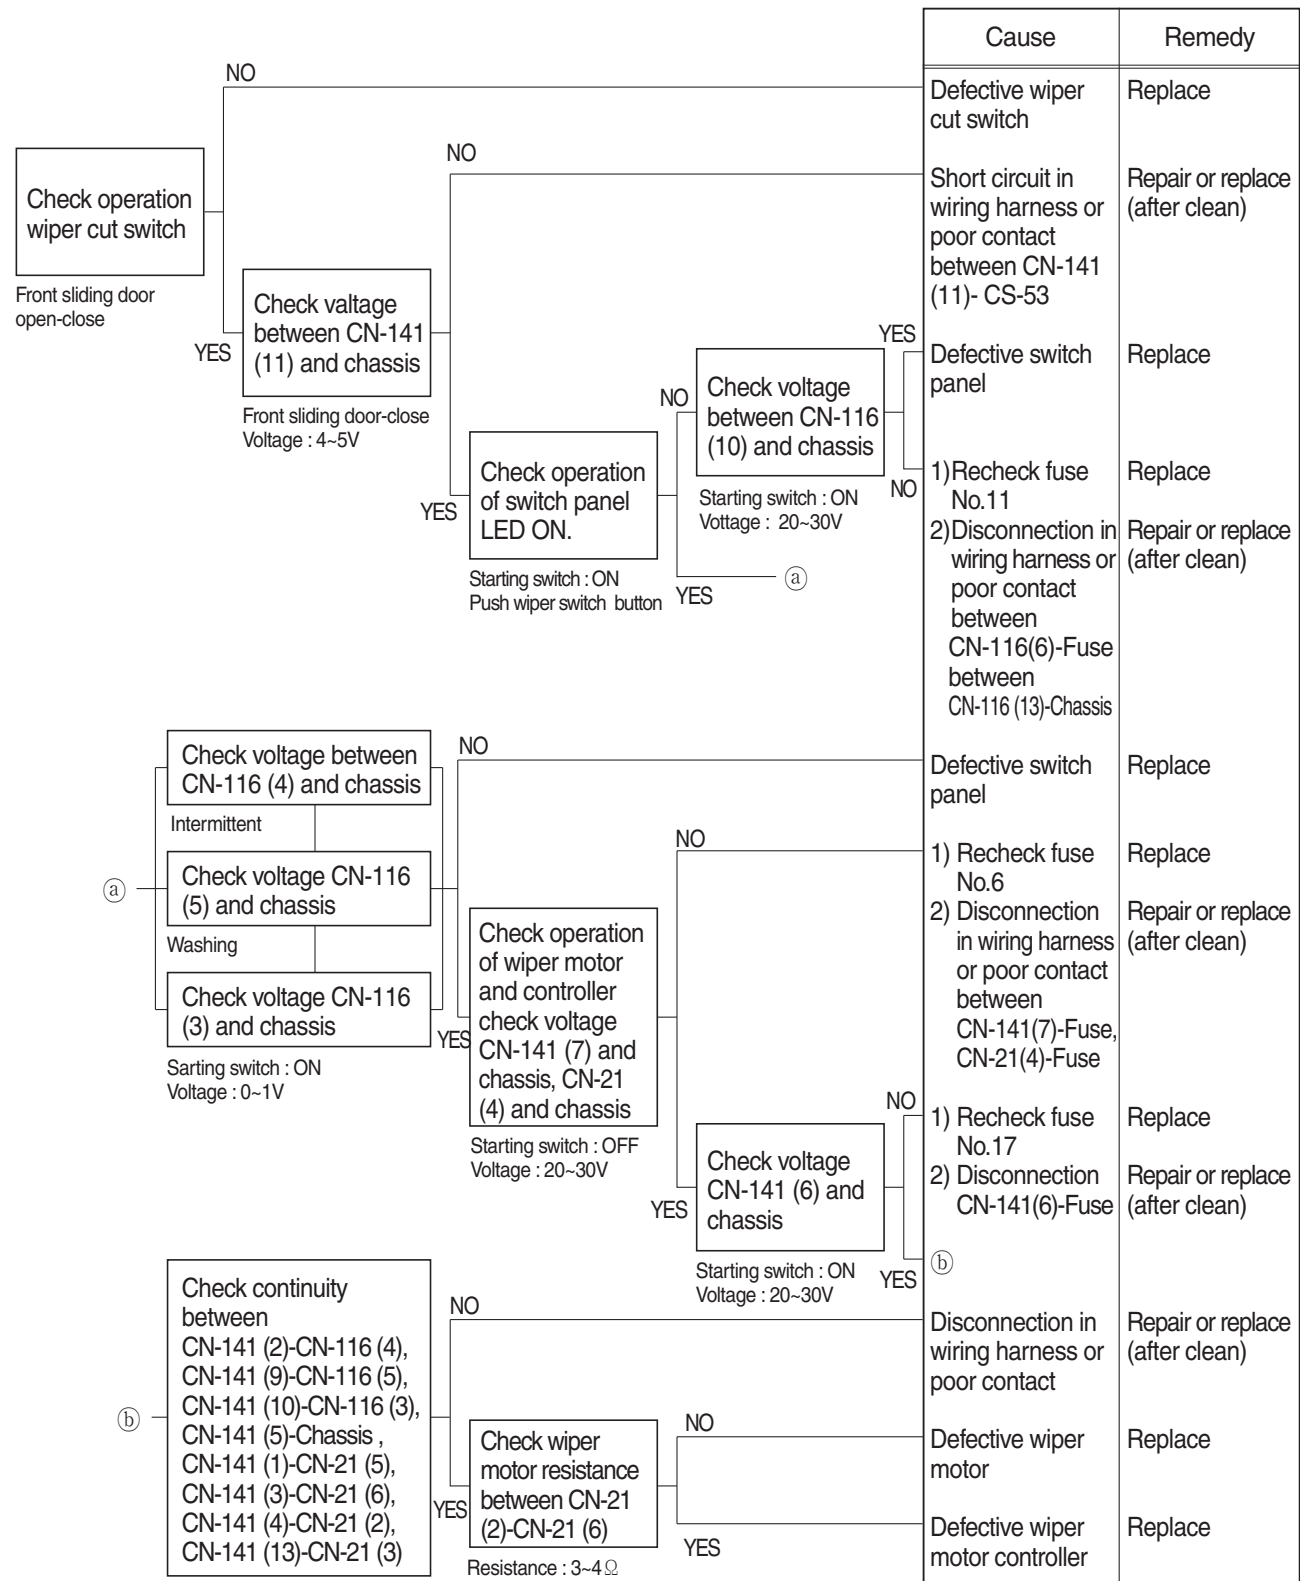 Cause
Remedy
NO
Defective wiper
cut switch
Replace
NO
Check operation
wiper cut switch
Short circuit in
wiring harness or
poor contact
between CN-141
(11)- CS-53
Repair or replace
(after clean)
Front sliding door
open-close
YES
Check valtage
between CN-141
(11) and chassis
Front sliding door-close
Voltage : 4~5V
YES
Defective switch
panel
Replace
NO
Check voltage
between CN-116
(10) and chassis
Starting switch : ON
Vottage : 20~30V
NO
1)Recheck fuse
No.11
Replace
YES
Check operation
of switch panel
LED ON.
Starting switch : ON
Push wiper switch button
YES
ⓐ
2)Disconnection in
wiring harness or
poor contact
between
CN-116(6)-Fuse
between
CN-116 (13)-Chassis
Repair or replace
(after clean)
Check voltage between
CN-116 (4) and chassis
Intermittent
NO
Defective switch
panel
Replace
ⓐ
Check voltage CN-116
(5) and chassis
Washing
Check voltage CN-116
(3) and chassis
Sarting switch : ON
Voltage : 0~1V
YES
Check operation
of wiper motor
and controller
check voltage
CN-141 (7) and
chassis, CN-21
(4) and chassis
Starting switch : OFF
Voltage : 20~30V
NO
1) Recheck fuse
No.6
Replace
2) Disconnection
in wiring harness
or poor contact
between
CN-141(7)-Fuse,
CN-21(4)-Fuse
Repair or replace
(after clean)
YES
Check voltage
CN-141 (6) and
chassis
Starting switch : ON
Voltage : 20~30V
NO
1) Recheck fuse
No.17
Replace
2) Disconnection
CN-141(6)-Fuse
Repair or replace
(after clean)
YES
ⓑ
ⓑ
Check continuity
between
CN-141 (2)-CN-116 (4),
CN-141 (9)-CN-116 (5),
CN-141 (10)-CN-116 (3),
CN-141 (5)-Chassis ,
CN-141 (1)-CN-21 (5),
CN-141 (3)-CN-21 (6),
CN-141 (4)-CN-21 (2),
CN-141 (13)-CN-21 (3)
NO
Disconnection in
wiring harness or
poor contact
Repair or replace
(after clean)
YES
Check wiper
motor resistance
between CN-21
(2)-CN-21 (6)
Resistance : 3~4Ω
NO
Defective wiper
motor
Replace
YES
Defective wiper
motor controller
Replace